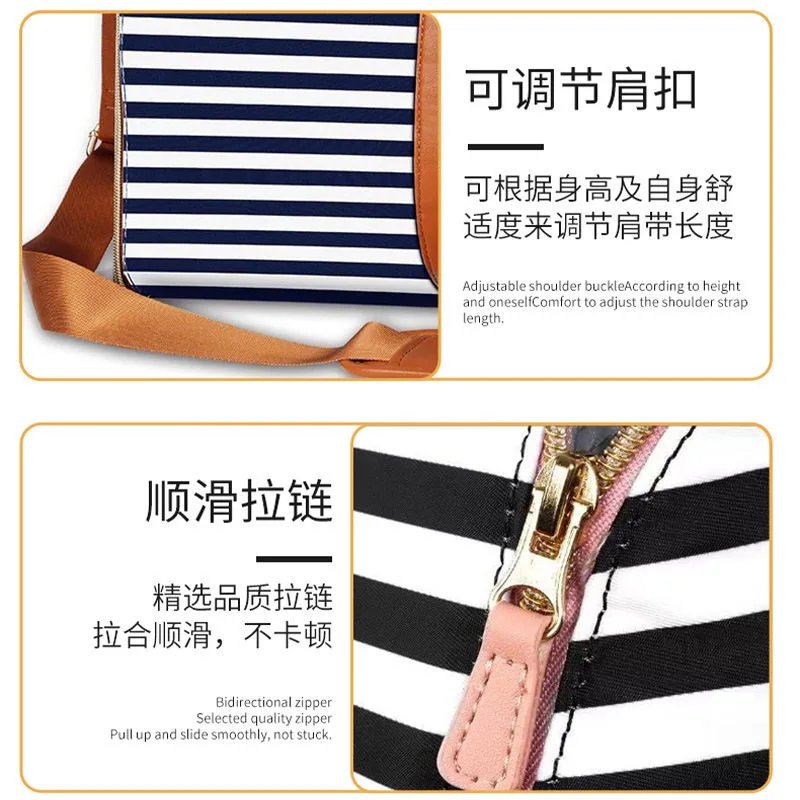 可调节肩扣
可根据身高及自身舒
适度来调节肩带长度
Adjustable shoulder buckleAccording to height
and oneselfComfort to adjust the shoulder strap
length.
顺滑拉链
精选品质拉链
拉合顺滑，不卡顿
Bidirectional zipper
Selected quality zipper
Pull up and slide smoothly, not stuck.